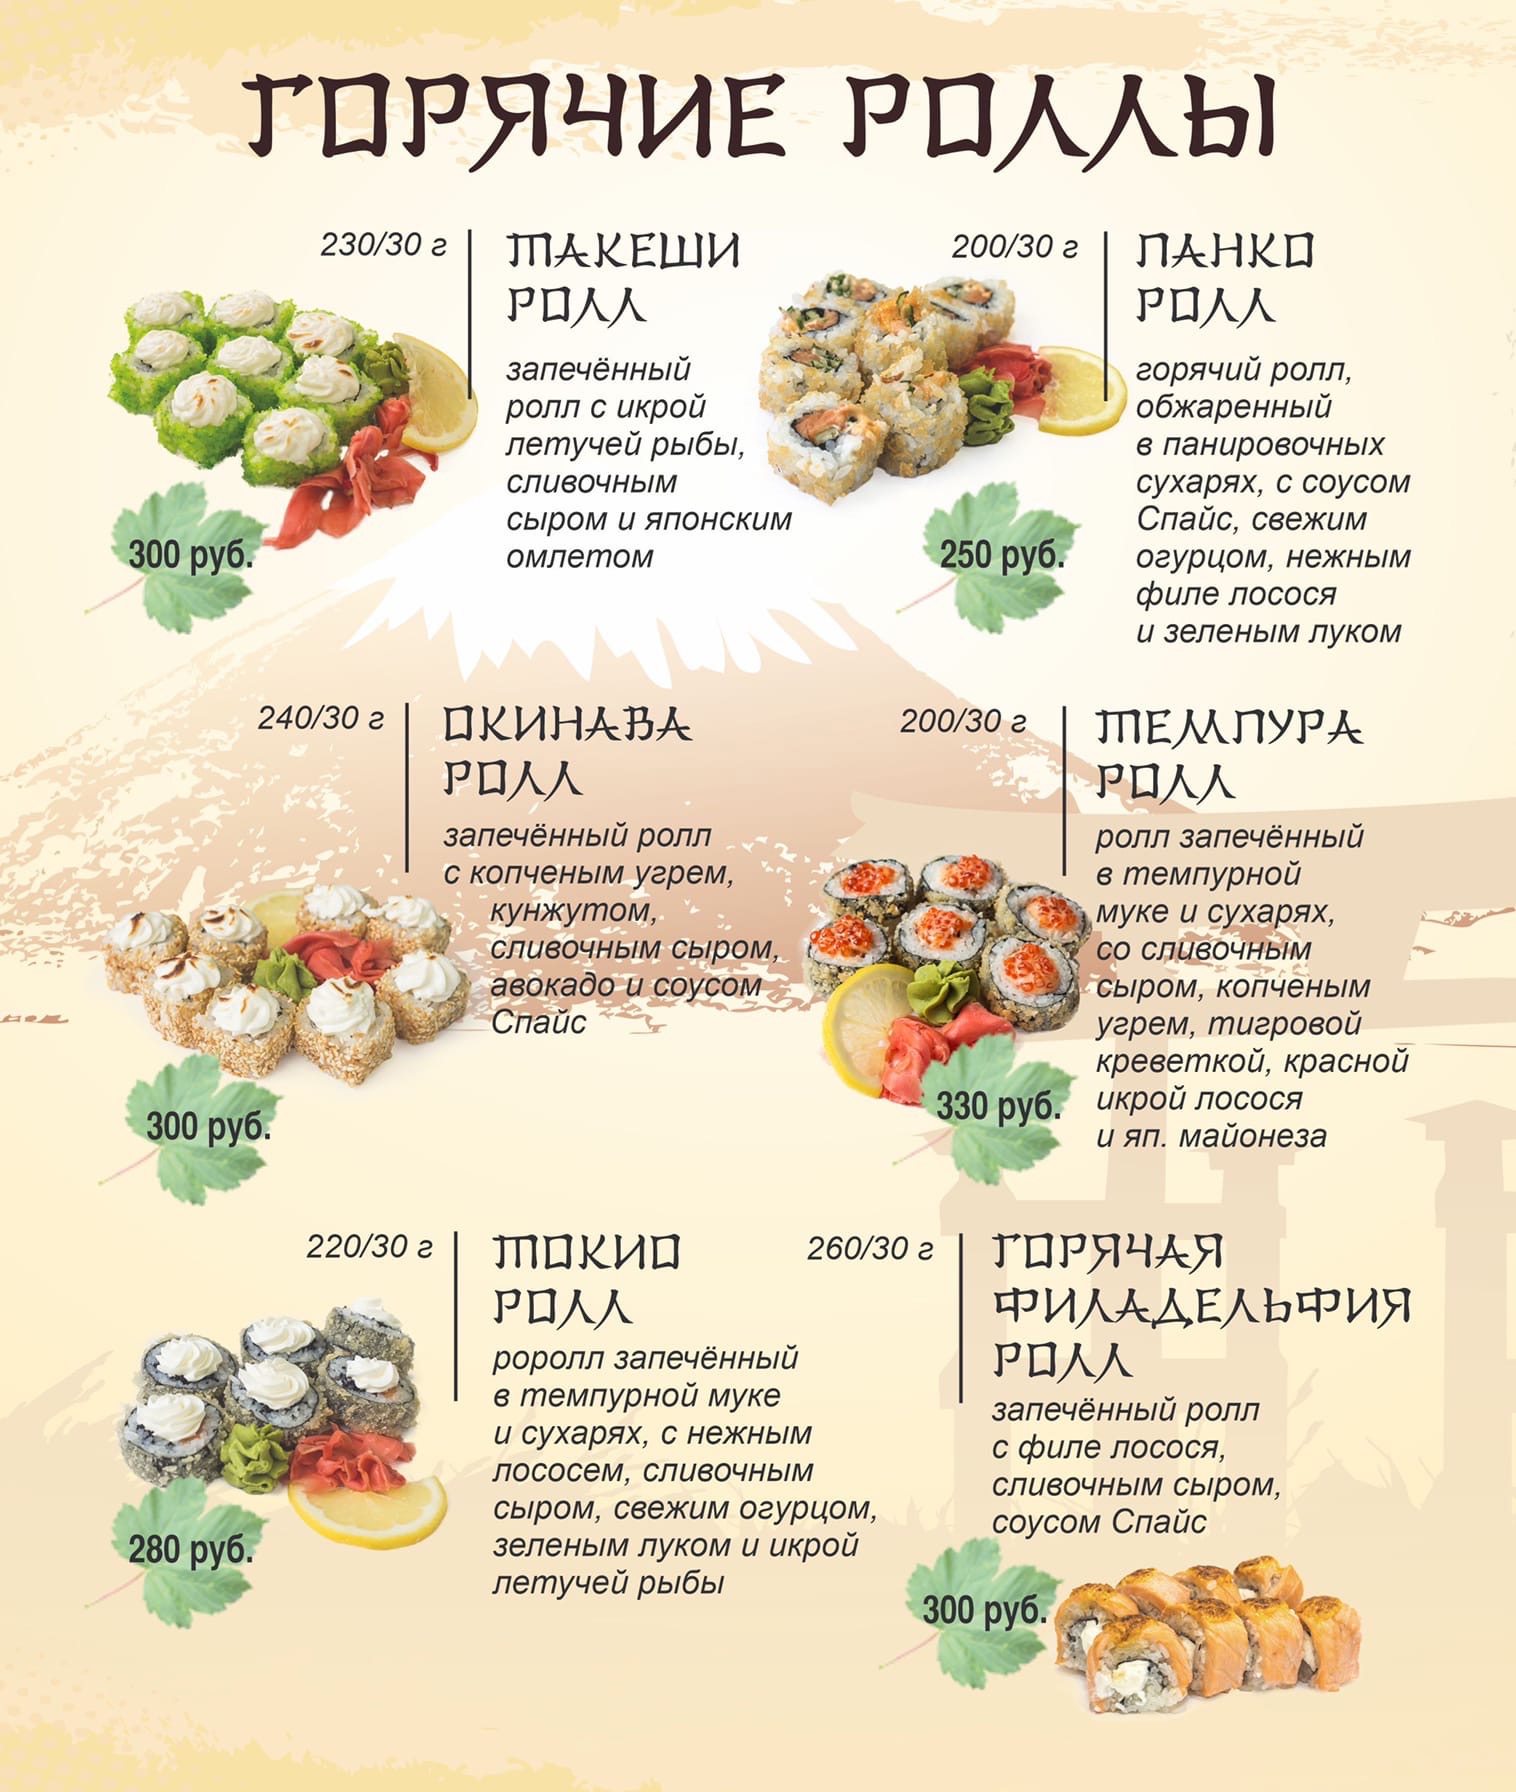 ГОРЯЧИЕ РОЛЛЫ
230/30 г
ТАКЕШИ
РОЛЛ
запечённый
ролл с икрой
летучей рыбы,
сливочным
сыром и японским
омлетом
300 руб.
200/30 г
ПАНКО
РОЛЛ
горячий ролл,
обжаренный
в панировочных
сухарях, с соусом
Спайс, свежим
огурцом, нежным
филе лосося
и зеленым луком
250 руб.
240/30 г
ОКИНАВА
РОЛЛ
запечённый ролл
с копченым угрем,
кунжутом,
сливочным сыром,
авокадо и соусом
Спайс
300 руб.
200/30 г
ТЕМПУРА
РОЛЛ
ролл запечённый
в темпурной
муке и сухарях,
со сливочным
сыром, копченым
угрем, тигровой
креветкой, красной
икрой лосося
и яп. майонеза
330 руб.
220/30 г
ТОКИО
РОЛЛ
роролл запечённый
в темпурной муке
и сухарях, с нежным
лососем, сливочным
сыром, свежим огурцом,
зеленым луком и икрой
летучей рыбы
280 руб.
260/30 г
ГОРЯЧАЯ
ФИЛАДЕЛЬФИЯ
РОЛЛ
запечённый ролл
с филе лосося,
сливочным сыром,
соусом Спайс
300 руб.